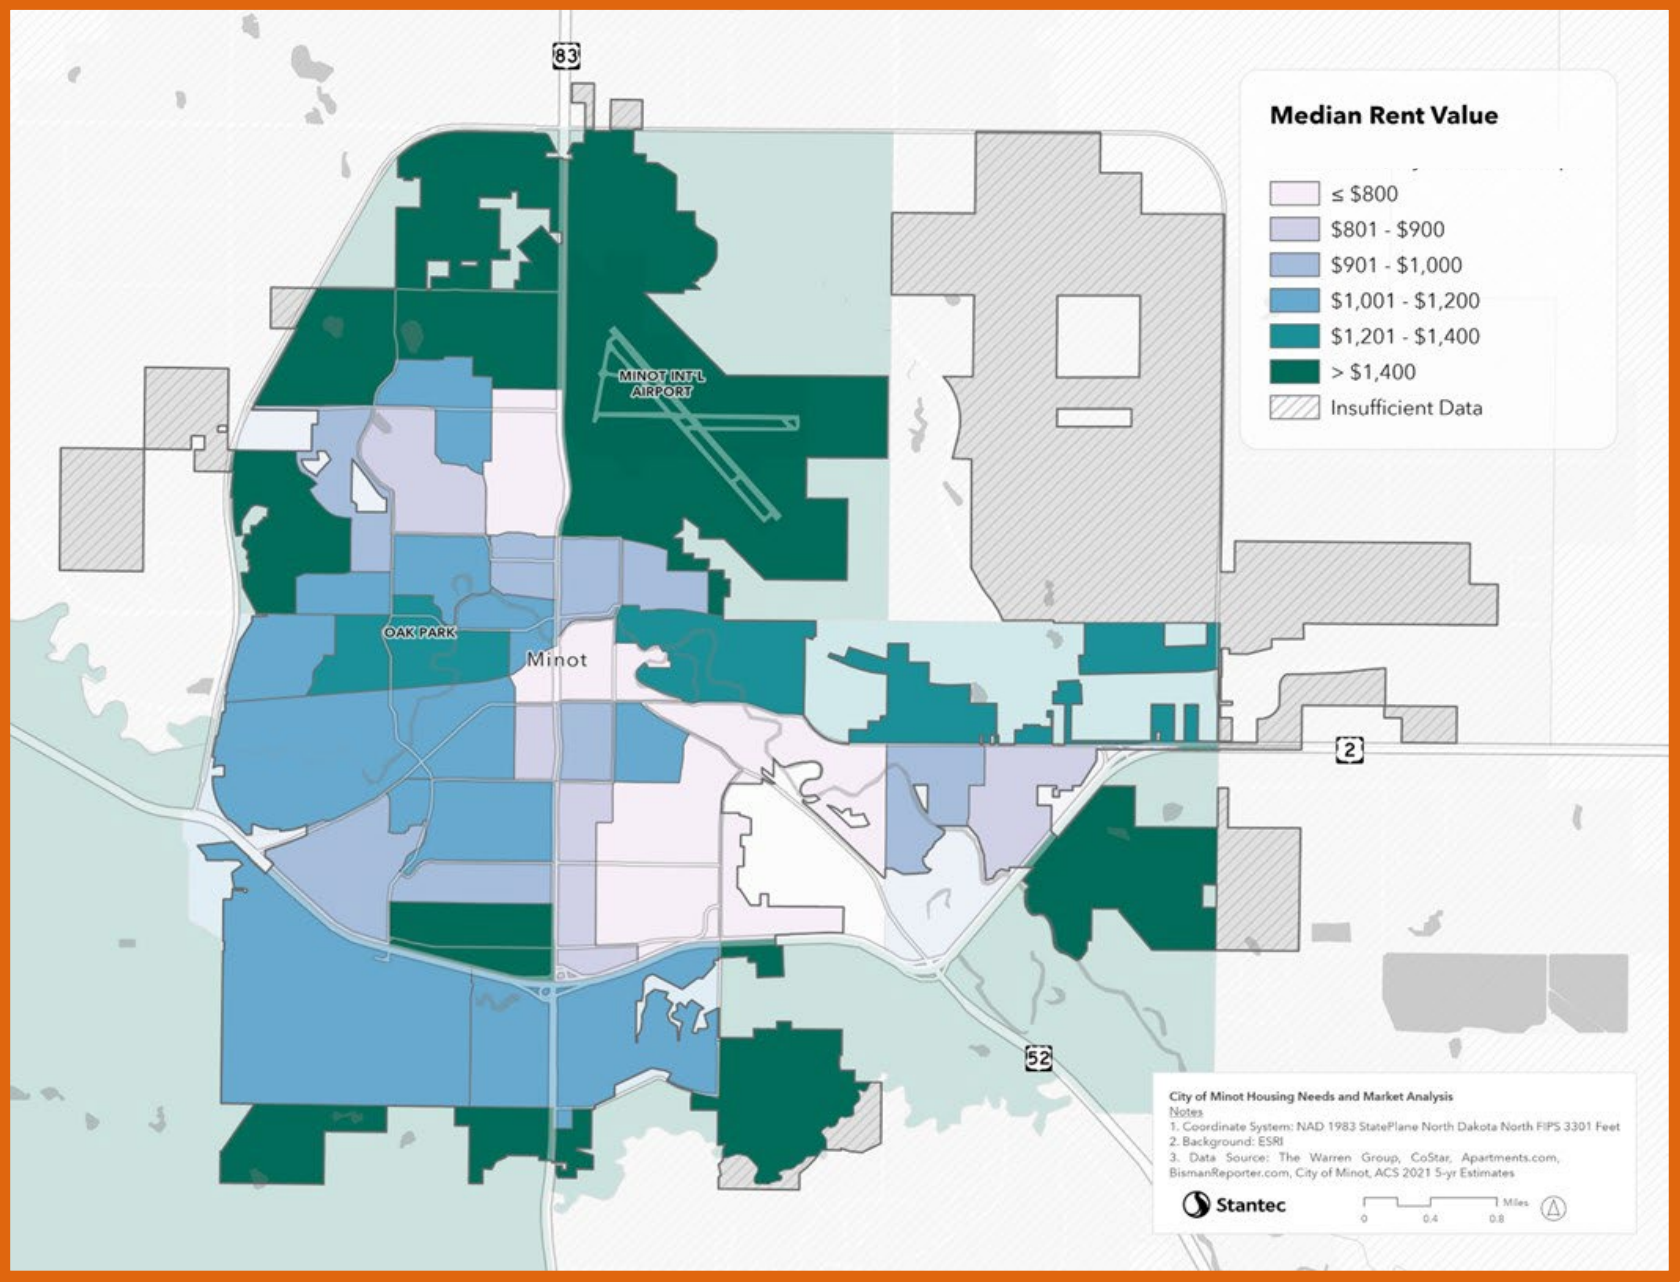 83
Median Rent Value
≤ $800
$801 - $900
$901 - $1,000
$1,001 - $1,200
$1,201 - $1,400
> $1,400
Insufficient Data
MINOT INT'L
AIRPORT
OAK PARK
Minot
2
52
City of Minot Housing Needs and Market Analysis
Notes
1. Coordinate System: NAD 1983 StatePlane North Dakota North FIPS 3301 Feet
2. Background: ESRI
3. Data Source: The Warren Group, CoStar, Apartments.com,
BismanReporter.com, City of Minot, ACS 2021 5-yr Estimates
Stantec
Miles
0 0.4 0.8